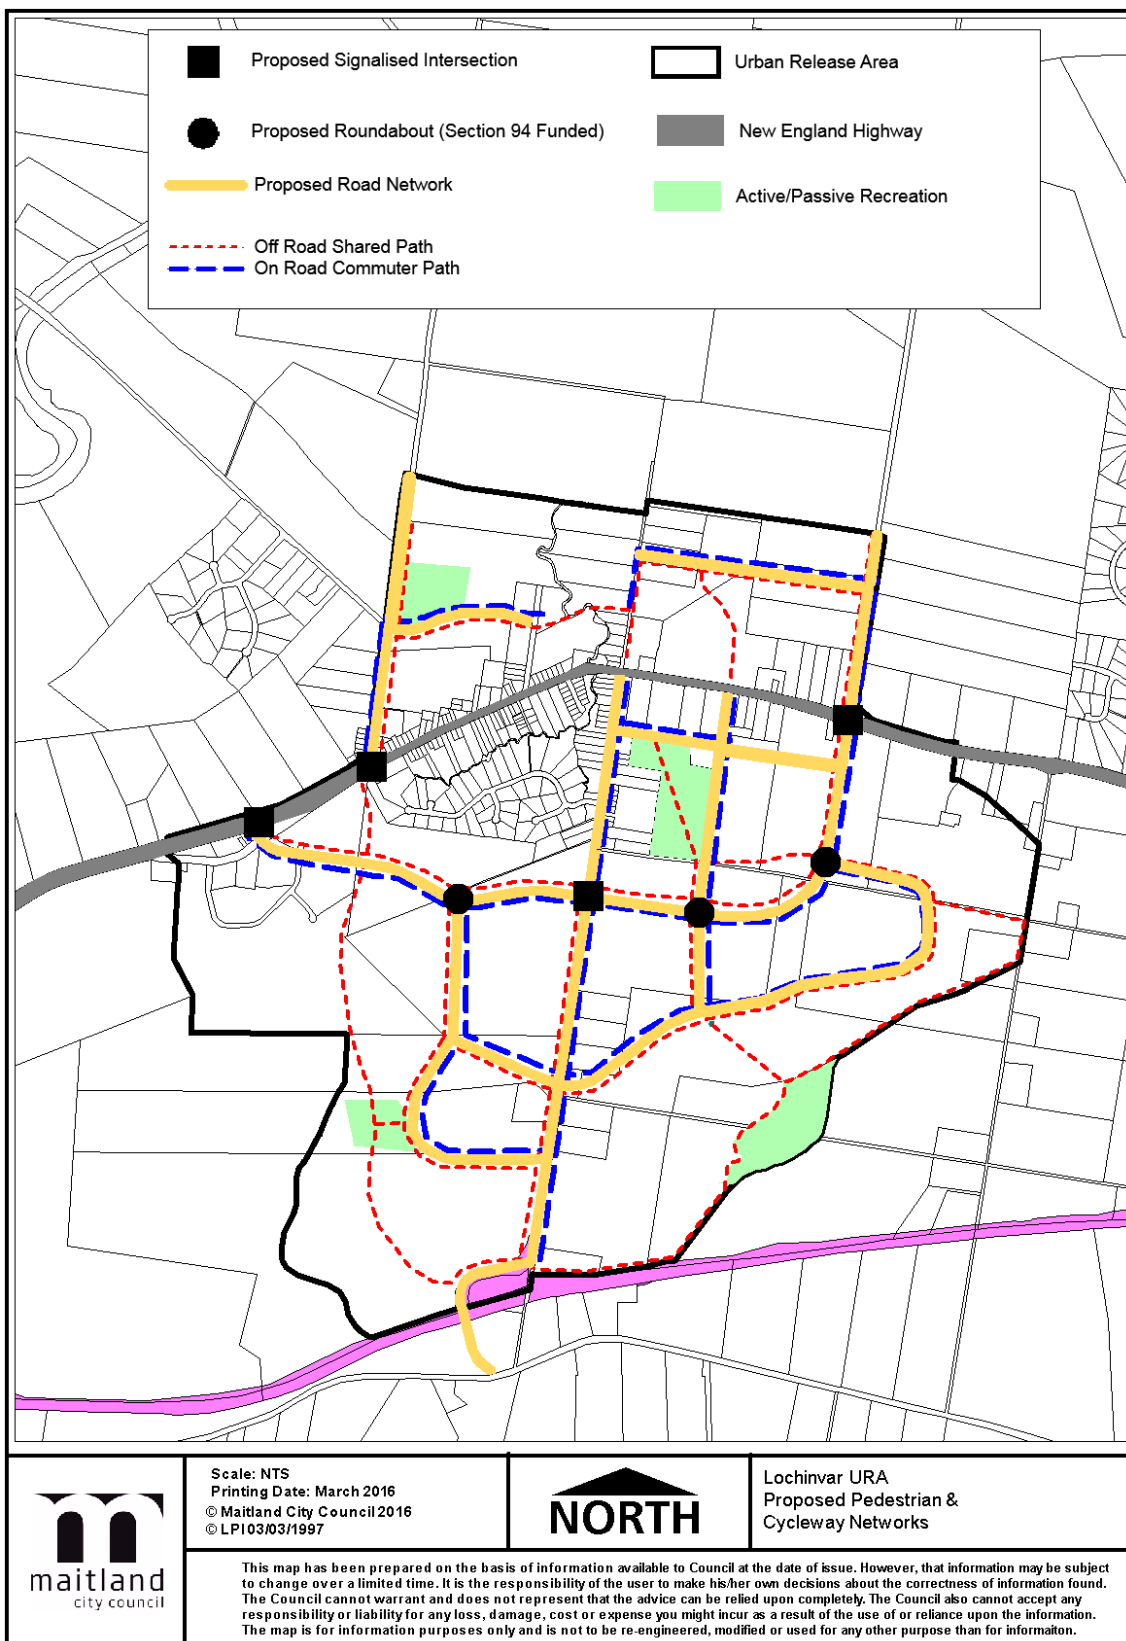 Proposed Signalised Intersection
Urban Release Area
Proposed Roundabout (Section 94 Funded)
New England Highway
Proposed Road Network
Active/Passive Recreation
Off Road Shared Path
On Road Commuter Path
maitland
city council
Scale: NTS
Printing Date: March 2016
© Maitland City Council 2016
© LPI 03/03/1997
NORTH
Lochinvar URA
Proposed Pedestrian &
Cycleway Networks
This map has been prepared on the basis of information available to Council at the date of issue. However, that information may be subject
to change over a limited time. It is the responsibility of the user to make his/her own decisions about the correctness of information found.
The Council cannot warrant and does not represent that the advice can be relied upon completely. The Council also cannot accept any
responsibility or liability for any loss, damage, cost or expense you might incur as a result of the use of or reliance upon the information.
The map is for information purposes only and is not to be re-engineered, modified or used for any other purpose than for informaiton.